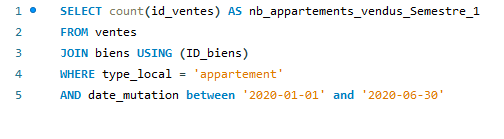 1 SELECT count(id_ventes) AS nb_appartements_vendus_Semestre_1
2 FROM ventes
3 JOIN biens USING (ID_biens)
4 WHERE type_local = 'appartement'
5 AND date_mutation between '2020-01-01' and '2020-06-30'